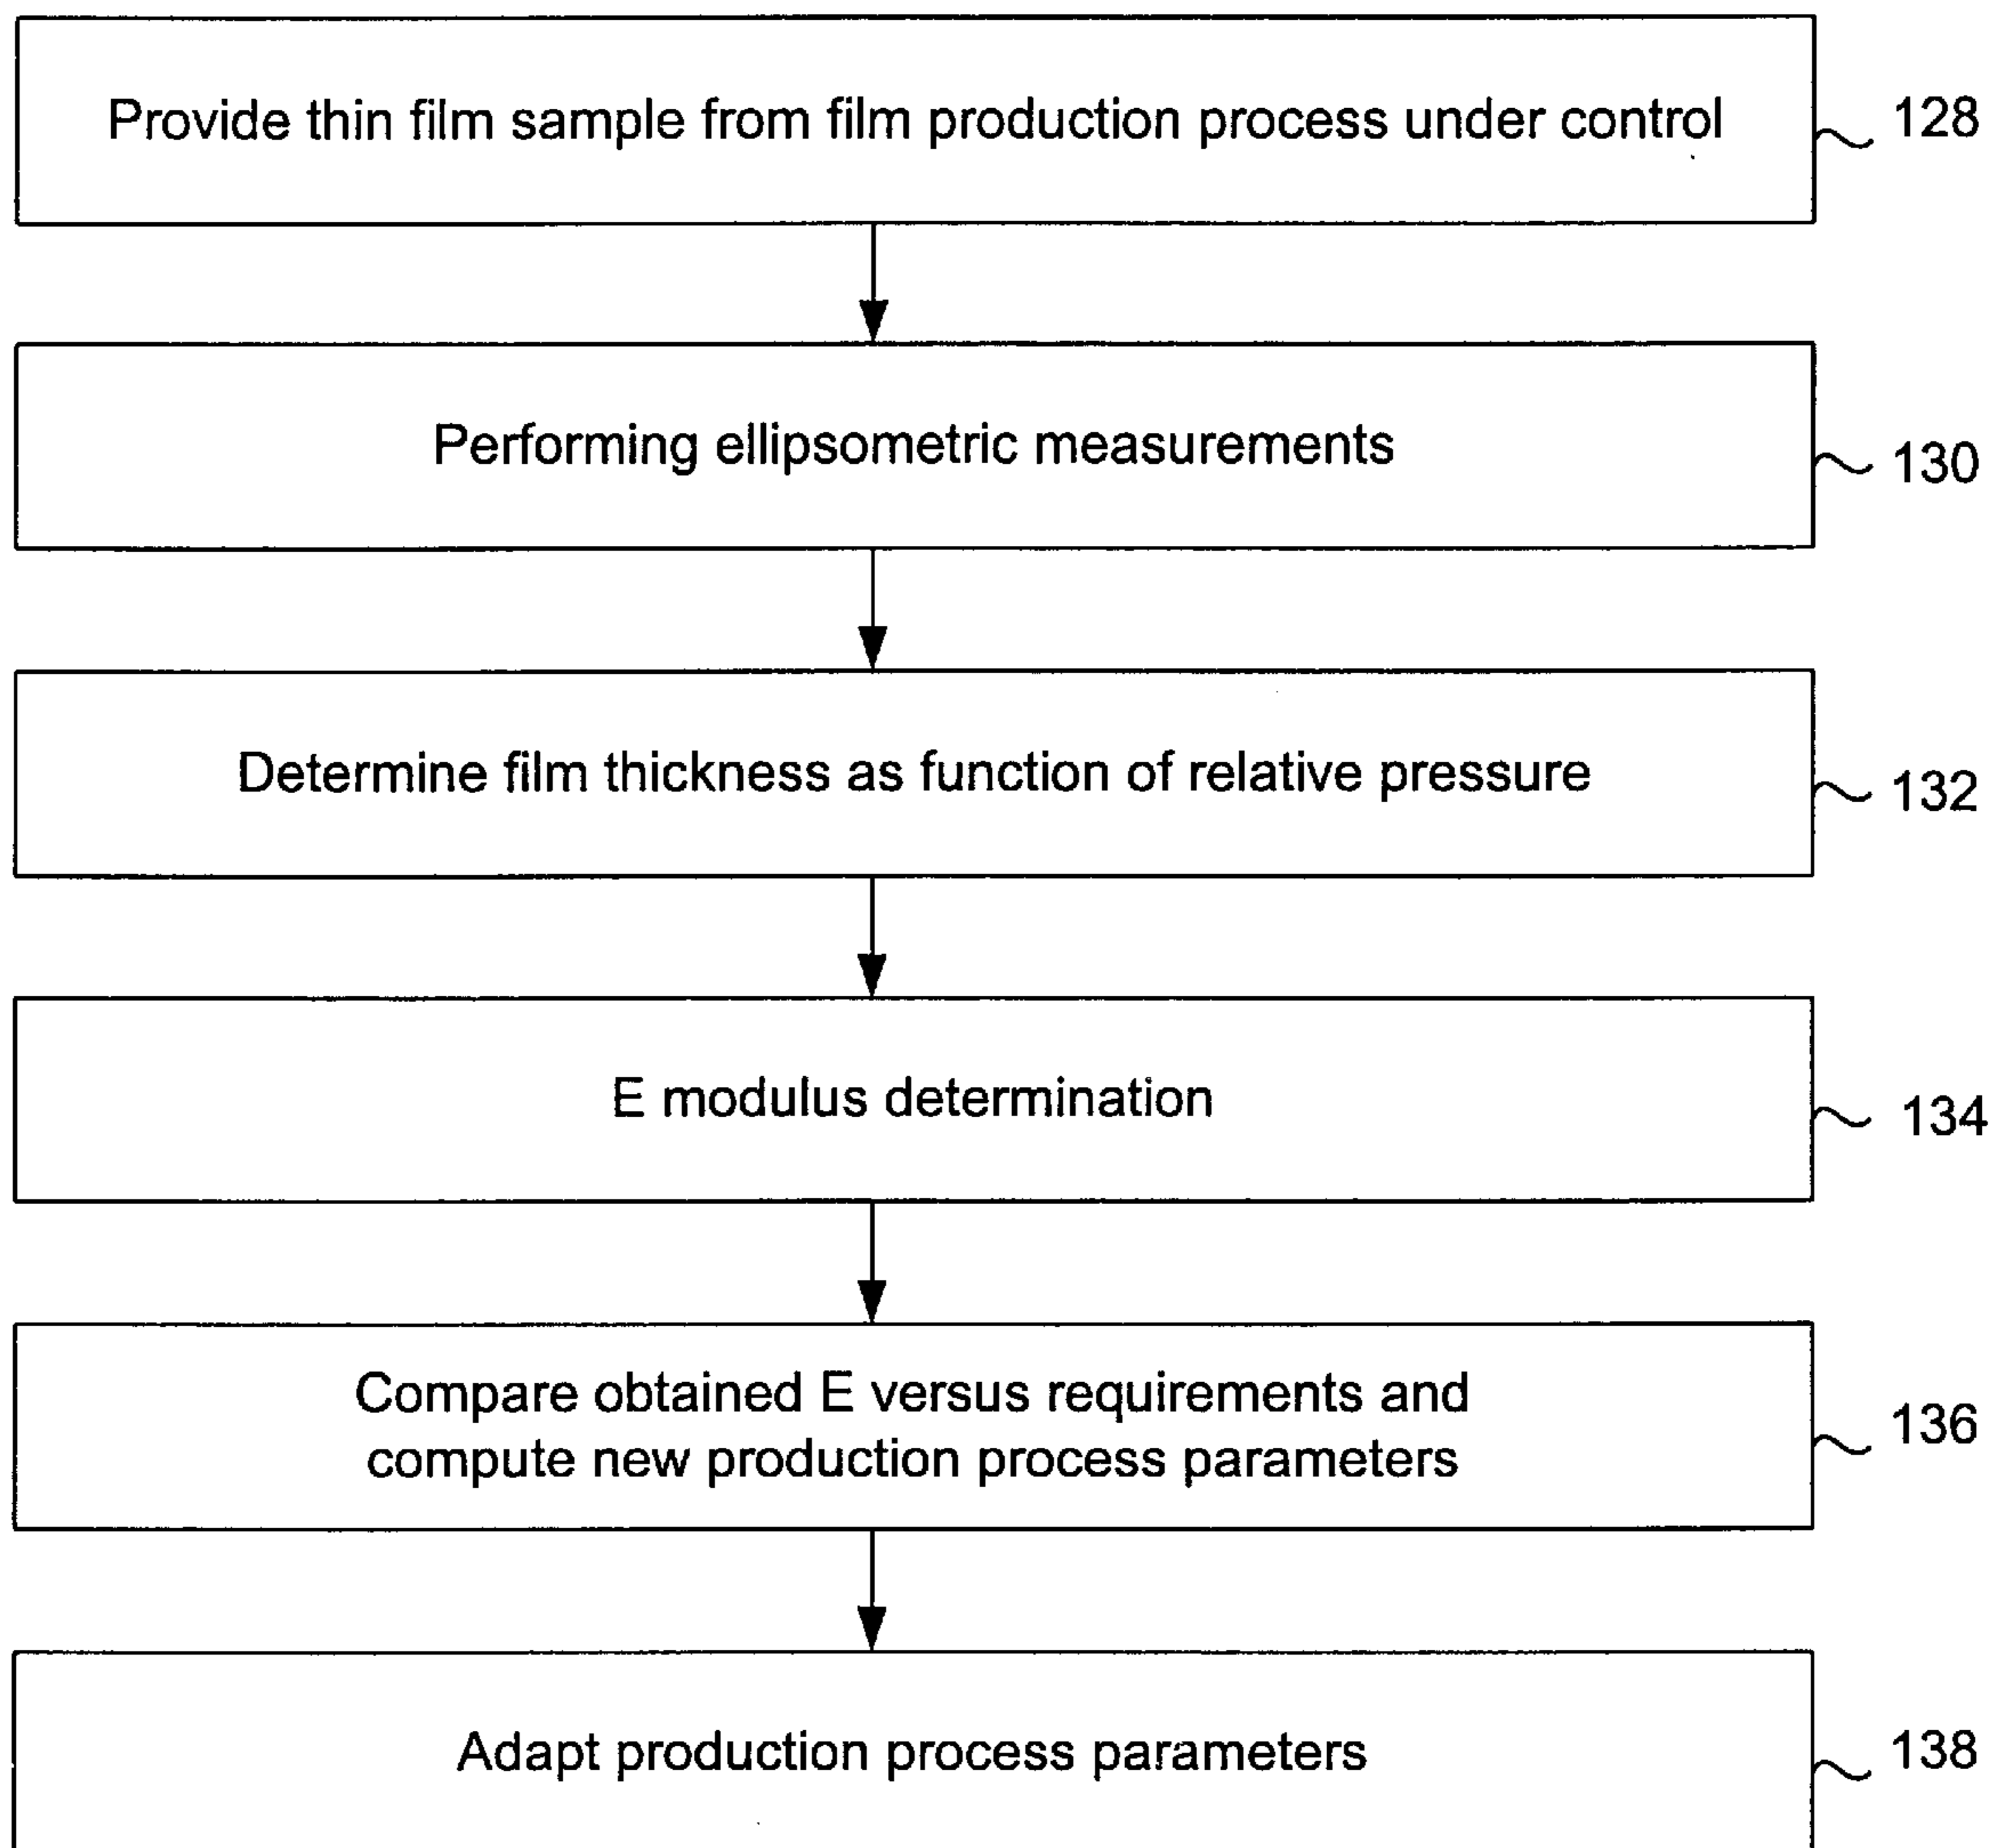 Provide thin film sample from film production process under control
128
Performing ellipsometric measurements
130
Determine film thickness as function of relative pressure
132
E modulus determination
134
Compare obtained E versus requirements and
compute new production process parameters
136
Adapt production process parameters
138